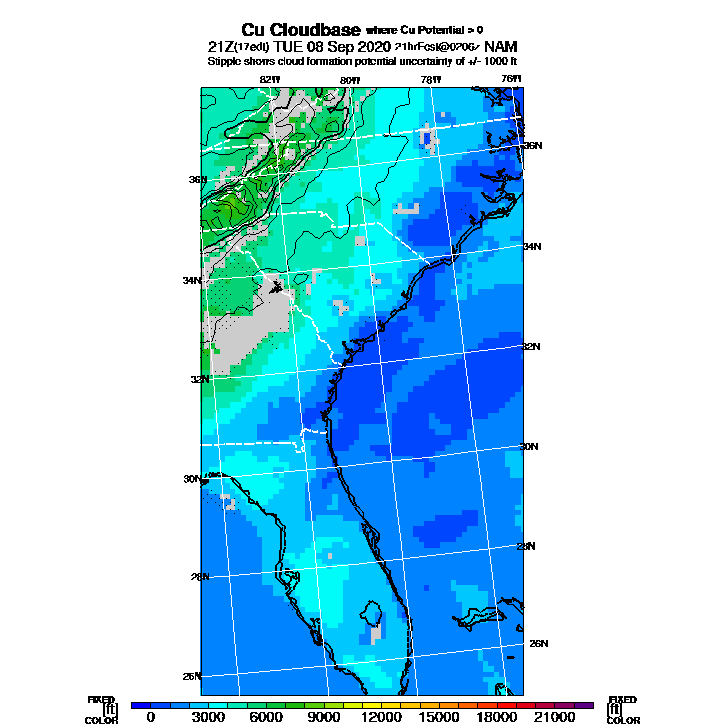 Cu Cloudbase where Cu Potential > 0
21Z(17edt) TUE 08 Sep 2020 21hrFcst@0206z NAM
Stipple shows cloud formation potential uncertainty of +/- 1000 ft
82W 80W 78W 76W
36N
36N
34N
34N
32N
32N
30N
30N
28N
28N
26N
26N
FIXED FIXED
[ft] [ft]
COLOR 0 3000 6000 9000 12000 15000 18000 21000 COLOR